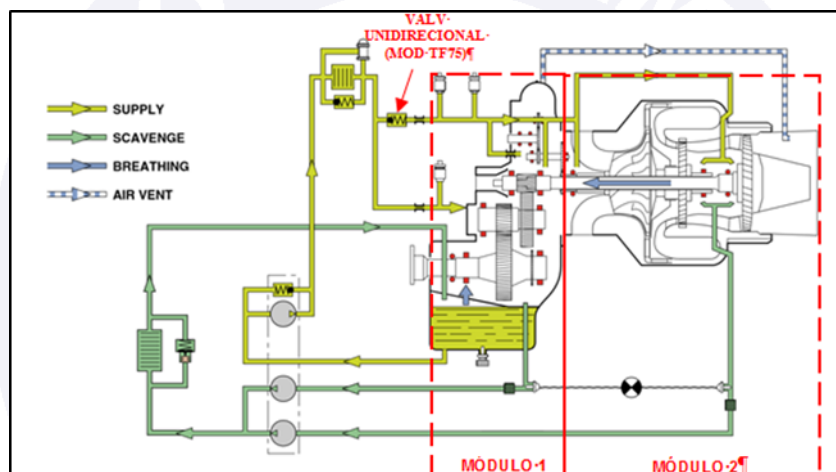 VALV·
UNIDIRECIONAL·
(MOD·TF75)¶
SUPPLY
SCAVENGE
BREATHING
AIR VENT
MÓDULO·1
MÓDULO·2¶